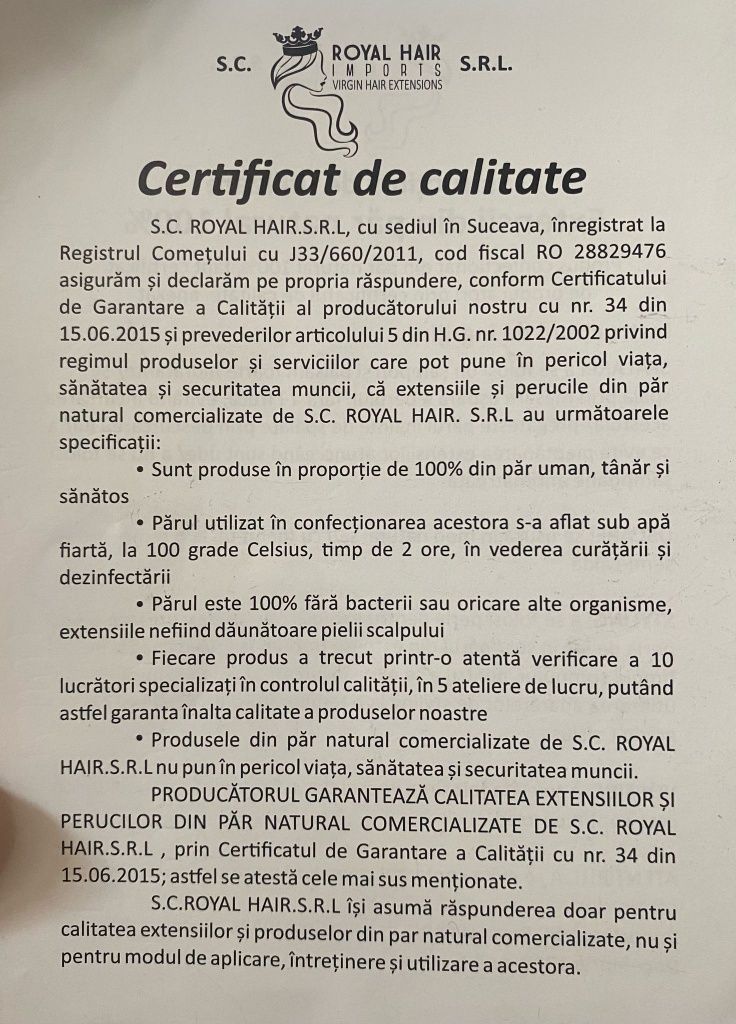 S.C. ROYAL HAIR S.R.L.
IMPORTS
VIRGIN HAIR EXTENSIONS
Certificat de calitate
S.C. ROYAL HAIR.S.R.L, cu sediul în Suceava, înregistrat la
Registrul Comețului cu J33/660/2011, cod fiscal RO 28829476
asigurăm și declarăm pe propria răspundere, conform Certificatului
de Garantare a Calității al producătorului nostru cu nr. 34 din
15.06.2015 și prevederilor articolului 5 din H.G. nr. 1022/2002 privind
regimul produselor și serviciilor care pot pune în pericol viața,
sănătatea și securitatea muncii, că extensiile și perucile din păr
natural comercializate de S.C. ROYAL HAIR. S.R.L au următoarele
specificații:
• Sunt produse în proporție de 100% din păr uman, tânăr și
sănătos
• Părul utilizat în confecționarea acestora s-a aflat sub apă
fiartă, la 100 grade Celsius, timp de 2 ore, în vederea curățării și
dezinfectării
• Părul este 100% fără bacterii sau oricare alte organisme,
extensiile nefiind dăunătoare pielii scalpului
• Fiecare produs a trecut printr-o atentă verificare a 10
lucrători specializați în controlul calității, în 5 ateliere de lucru, putând
astfel garanta înalta calitate a produselor noastre
• Produsele din păr natural comercializate de S.C. ROYAL
HAIR.S.R.L nu pun în pericol viața, sănătatea și securitatea muncii.
PRODUCĂTORUL GARANTEAZĂ CALITATEA EXTENSIILOR ȘI
PERUCILOR DIN PĂR NATURAL COMERCIALIZATE DE S.C. ROYAL
HAIR.S.R.L , prin Certificatul de Garantare a Calității cu nr. 34 din
15.06.2015; astfel se atestă cele mai sus menționate.
S.C.ROYAL HAIR.S.R.L își asumă răspunderea doar pentru
calitatea extensiilor și produselor din par natural comercializate, nu și
pentru modul de aplicare, întreținere și utilizare a acestora.